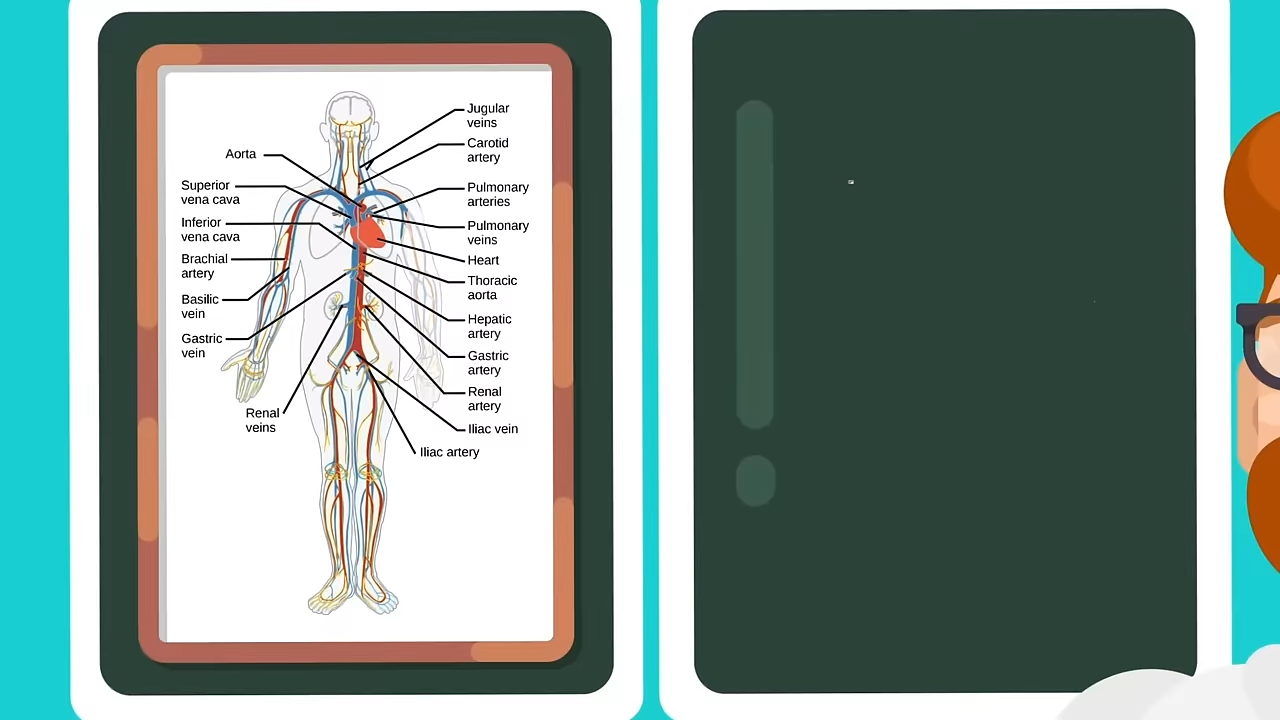 Aorta
Superior
vena cava
Inferior
vena cava
Brachial
artery
Basilic
vein
Gastric
vein
Renal
veins
Jugular
veins
Carotid
artery
Pulmonary
arteries
Pulmonary
veins
Heart
Thoracic
aorta
Hepatic
artery
Gastric
artery
Renal
artery
Iliac vein
Iliac artery